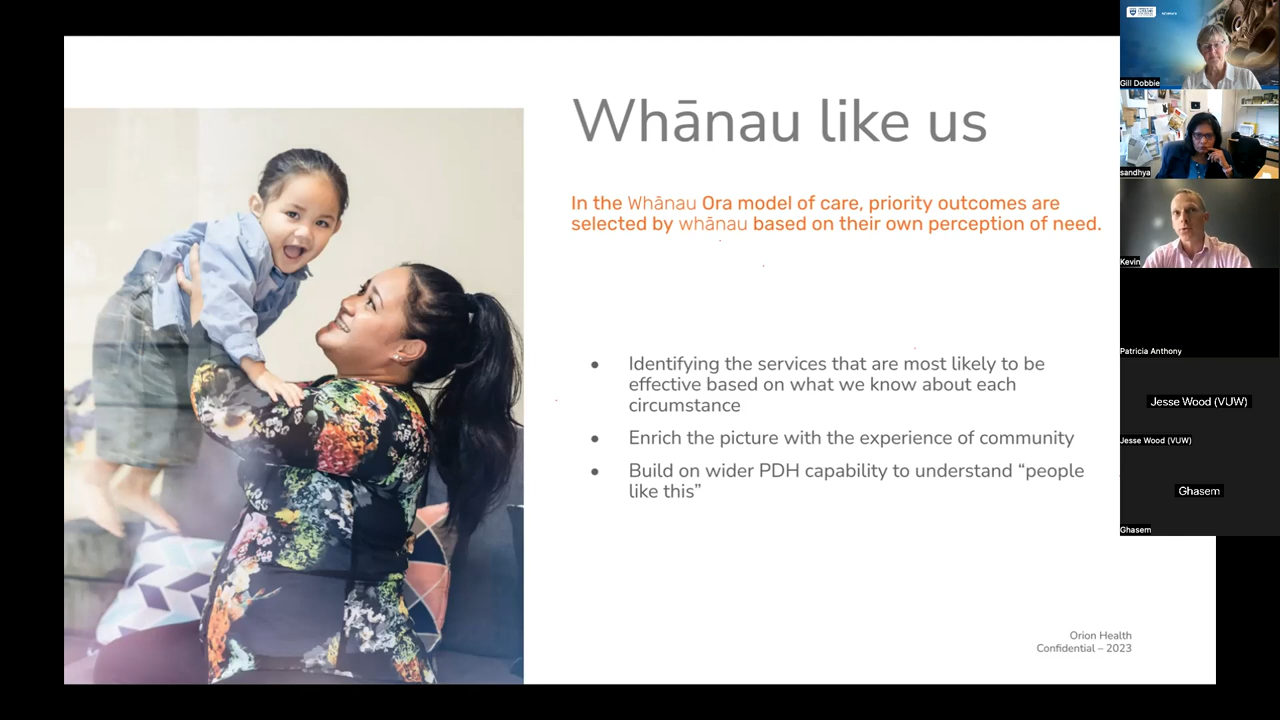 Whānau like us
In the Whānau Ora model of care, priority outcomes are
selected by whānau based on their own perception of need.
● Identifying the services that are most likely to be
effective based on what we know about each
circumstance
● Enrich the picture with the experience of community
● Build on wider PDH capability to understand “people
like this”
Orion Health
Confidential – 2023
Gill Dobbie
sandhya
Kevin
Patricia Anthony
Jesse Wood (VUW)
Jesse Wood (VUW)
Ghasem
Ghasem